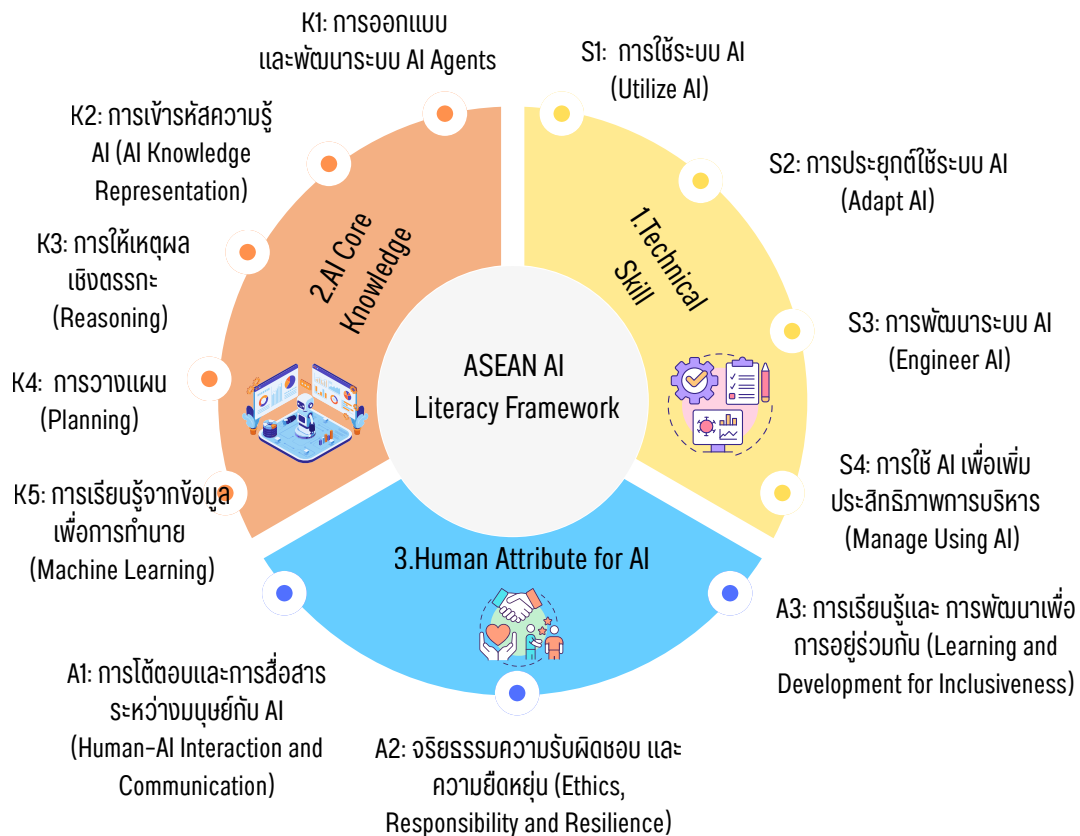 K1: การออกแบบ
และพัฒนาระบบ AI Agents
K2: การเข้ารหัสความรู้
AI (AI Knowledge
Representation)
K3: การให้เหตุผล
เชิงตรรกะ
(Reasoning)
K4: การวางแผน
(Planning)
K5: การเรียนรู้จากข้อมูล
เพื่อการทำนาย
(Machine Learning)
2.AI Core
Knowledge
ASEAN AI
Literacy Framework
1.Technical
Skill
S1: การใช้ระบบ AI
(Utilize AI)
S2: การประยุกต์ใช้ระบบ AI
(Adapt AI)
S3: การพัฒนาระบบ AI
(Engineer AI)
S4: การใช้ AI เพื่อเพิ่ม
ประสิทธิภาพการบริหาร
(Manage Using AI)
3.Human Attribute for AI
A1: การโต้ตอบและการสื่อสาร
ระหว่างมนุษย์กับ AI
(Human-AI Interaction and
Communication)
A2: จริยธรรมความรับผิดชอบ และ
ความยืดหยุ่น (Ethics,
Responsibility and Resilience)
A3: การเรียนรู้และ การพัฒนาเพื่อ
การอยู่ร่วมกัน (Learning and
Development for Inclusiveness)